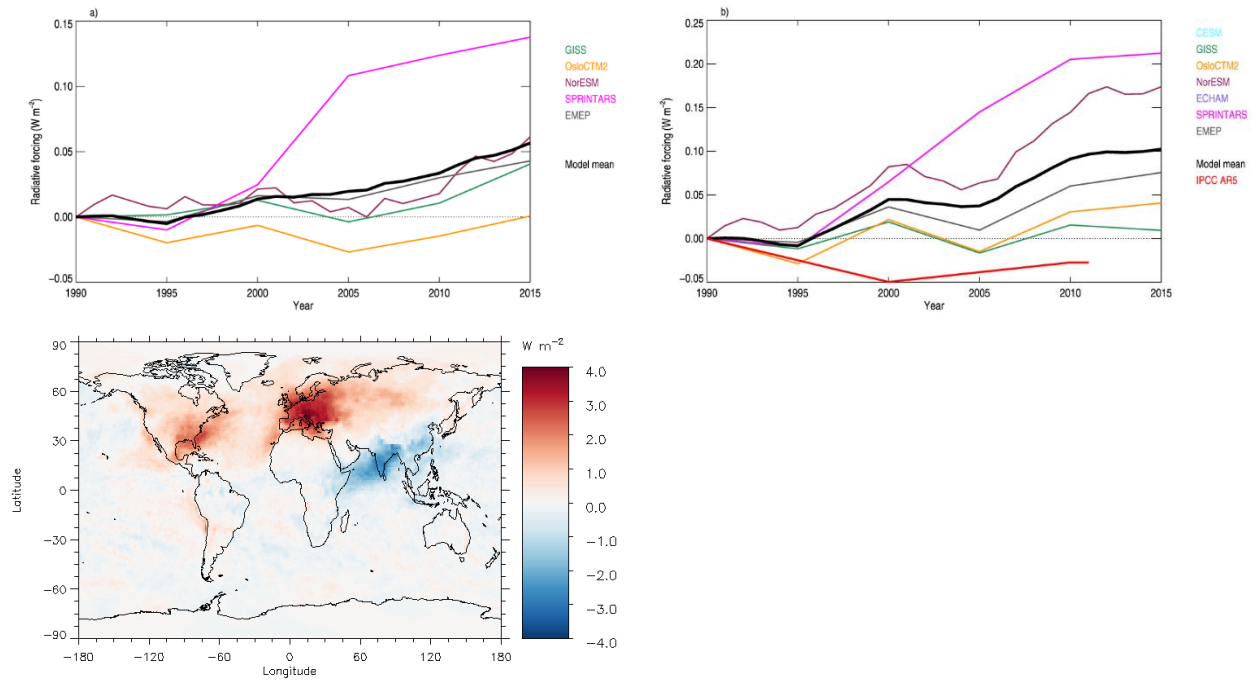 a)
0.15
0.10
0.05
0.00
-0.05
Radiative forcing (W m⁻²)
1990 1995 2000 2005 2010 2015
Year
GISS
OsloCTM2
NorESM
SPRINTARS
EMEP
Model mean
b)
0.25
0.20
0.15
0.10
0.05
0.00
-0.05
Radiative forcing (W m⁻²)
1990 1995 2000 2005 2010 2015
Year
CESM
GISS
OsloCTM2
NorESM
ECHAM
SPRINTARS
EMEP
Model mean
IPCC AR5
90
60
30
0
-30
-60
-90
Latitude
-180 -120 -60 0 60 120 180
Longitude
W m⁻²
4.0
3.0
2.0
1.0
0.0
-1.0
-2.0
-3.0
-4.0